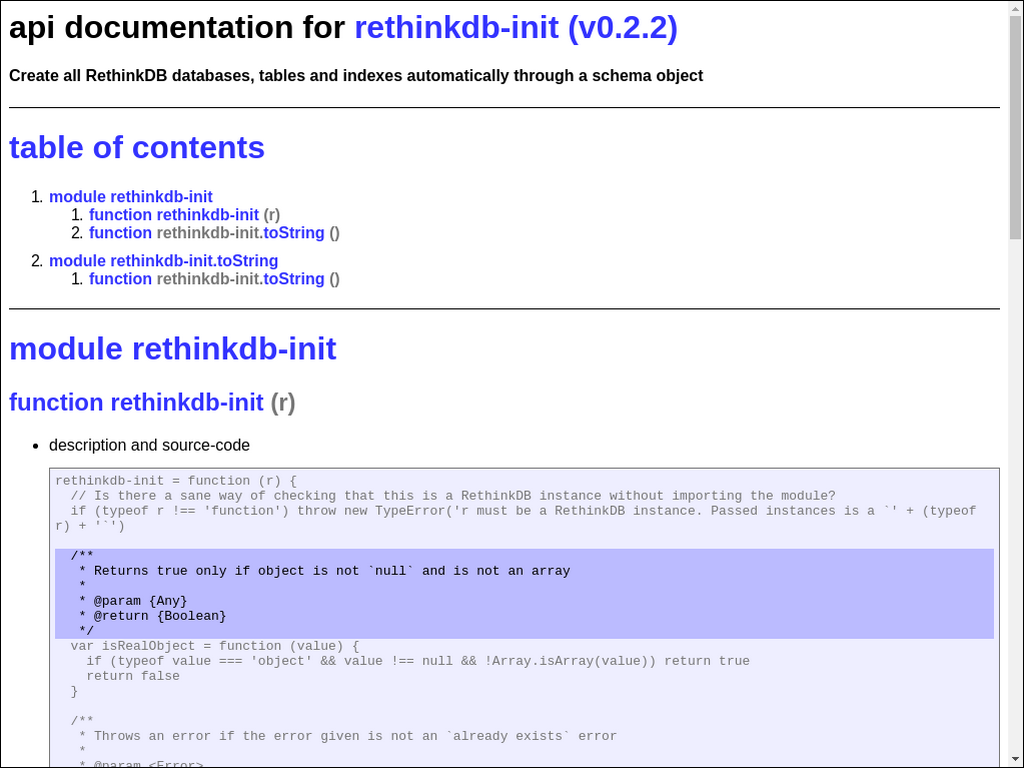 api documentation for rethinkdb-init (v0.2.2)
Create all RethinkDB databases, tables and indexes automatically through a schema object
table of contents
1. module rethinkdb-init
1. function rethinkdb-init (r)
2. function rethinkdb-init.toString ()
2. module rethinkdb-init.toString
1. function rethinkdb-init.toString ()
module rethinkdb-init
function rethinkdb-init (r)
• description and source-code
rethinkdb-init = function (r) {
  // Is there a sane way of checking that this is a RethinkDB instance without importing the module?
  if (typeof r !== 'function') throw new TypeError('r must be a RethinkDB instance. Passed instances is a `' + (typeof
r) + '`')
  /**
   * Returns true only if object is not `null` and is not an array
   *
   * @param {Any}
   * @return {Boolean}
   */
  var isRealObject = function (value) {
    if (typeof value === 'object' && value !== null && !Array.isArray(value)) return true
    return false
  }
  /**
   * Throws an error if the error given is not an `already exists` error
   *
   * @param <Error>